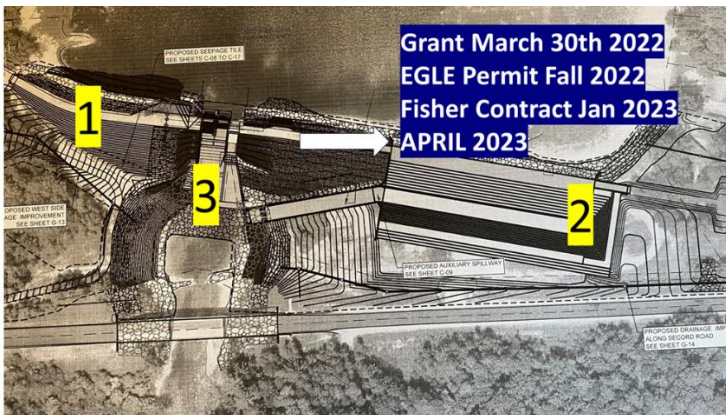 Grant March 30th 2022
EGLE Permit Fall 2022
Fisher Contract Jan 2023
APRIL 2023
PROPOSED SEEPAGE TILE
SEE SHEETS C-08 TO
1
3
2
OPOSED WEST SIDE
AGE IMPROVEMENT
SEE SHEET G-13
PROPOSED AUXILIARY SPILLWAY
SEE SHEET C-09
PROPOSED DRAINAGE IMP
ALONG SECORD ROAD
SEE SHEET G-14